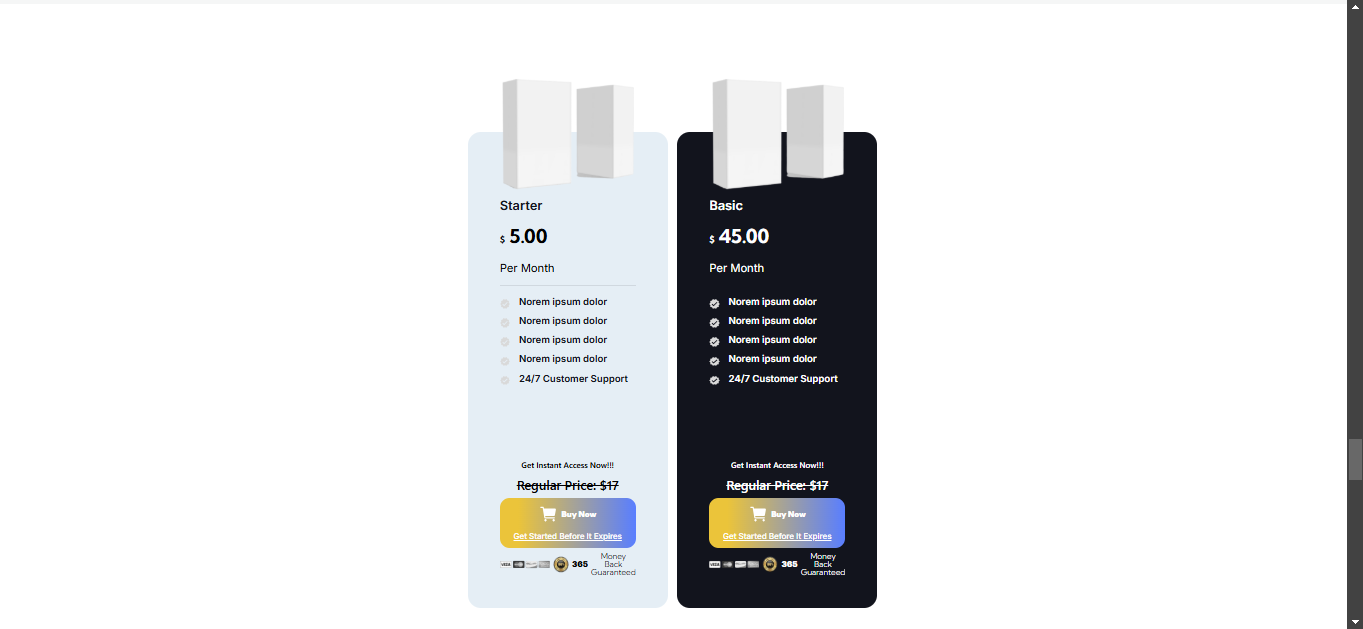 Starter
$ 5.00
Per Month
Norem ipsum dolor
Norem ipsum dolor
Norem ipsum dolor
Norem ipsum dolor
24/7 Customer Support
Get Instant Access Now!!!
Regular Price: $17
Buy Now
Get Started Before It Expires
VISA
365
Money
Back
Guaranteed
Basic
$ 45.00
Per Month
Norem ipsum dolor
Norem ipsum dolor
Norem ipsum dolor
Norem ipsum dolor
24/7 Customer Support
Get Instant Access Now!!!
Regular Price: $17
Buy Now
Get Started Before It Expires
VISA
365
Money
Back
Guaranteed